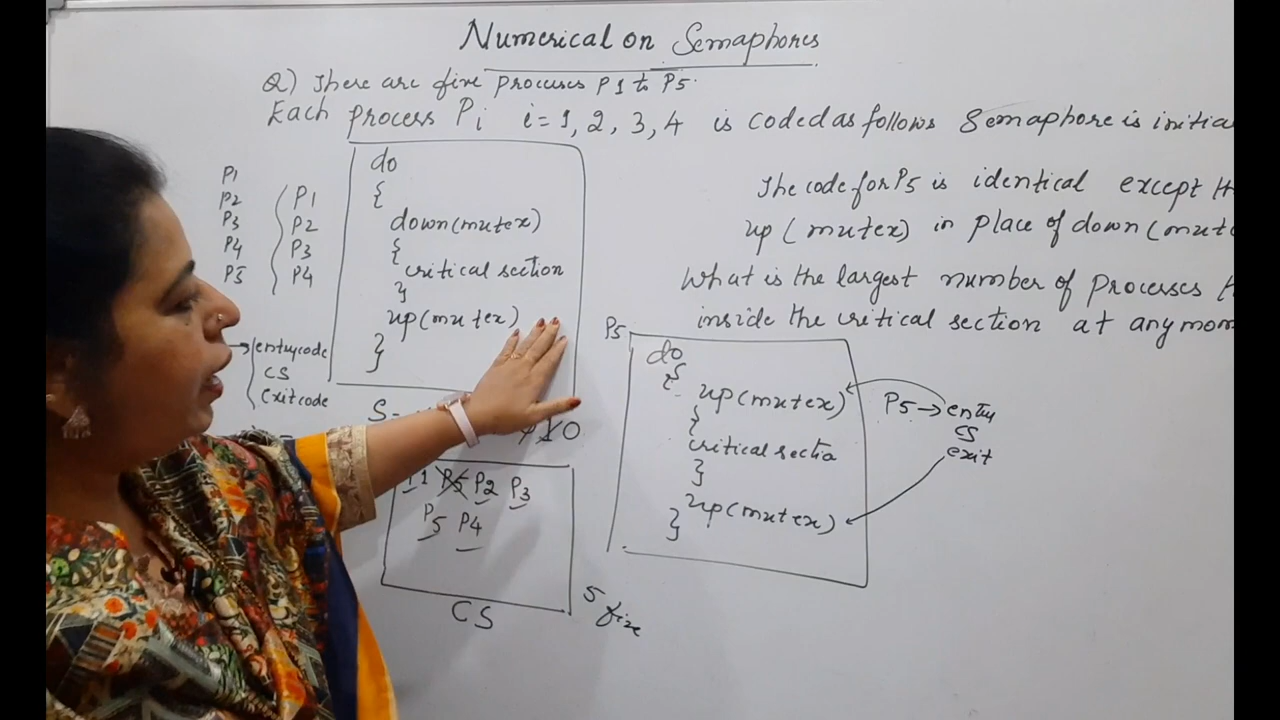 Numerical on Semaphores
Q) There are five processes P1 to P5.
Each process Pi i=1, 2, 3, 4 is coded as follows Semaphore is initia
The code for P5 is identical except
up(mutex) in place of down(mute
What is the largest number of processes
inside the critical section at any mom
P1
P2
P3
P4
P5
P1
P2
P3
P4
do
{
down(mutex)
{
critical section
}
up(mutex)
}
entry code
CS
exit code
S-
0
P1 P5 P2 P3
P5 P4
CS
5 five
P5
do
{
up(mutex)
{
critical sectio
}
up(mutex)
}
P5 → entry
CS
exit